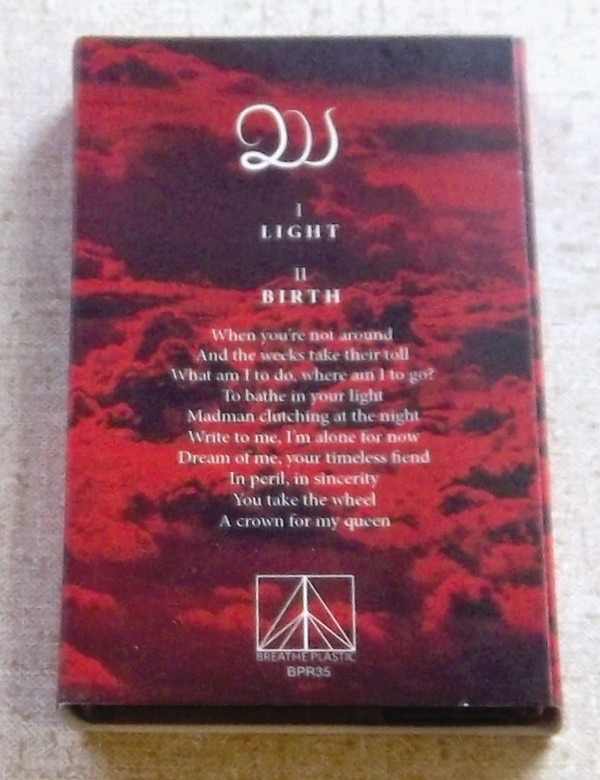 I
LIGHT
II
BIRTH
When you're not around
And the weeks take their toll
What am I to do, where am I to go?
To bathe in your light
Madman clutching at the night
Write to me, I'm alone for now
Dream of me, your timeless fiend
In peril, in sincerity
You take the wheel
A crown for my queen
BREATHE PLASTIC
BPR35